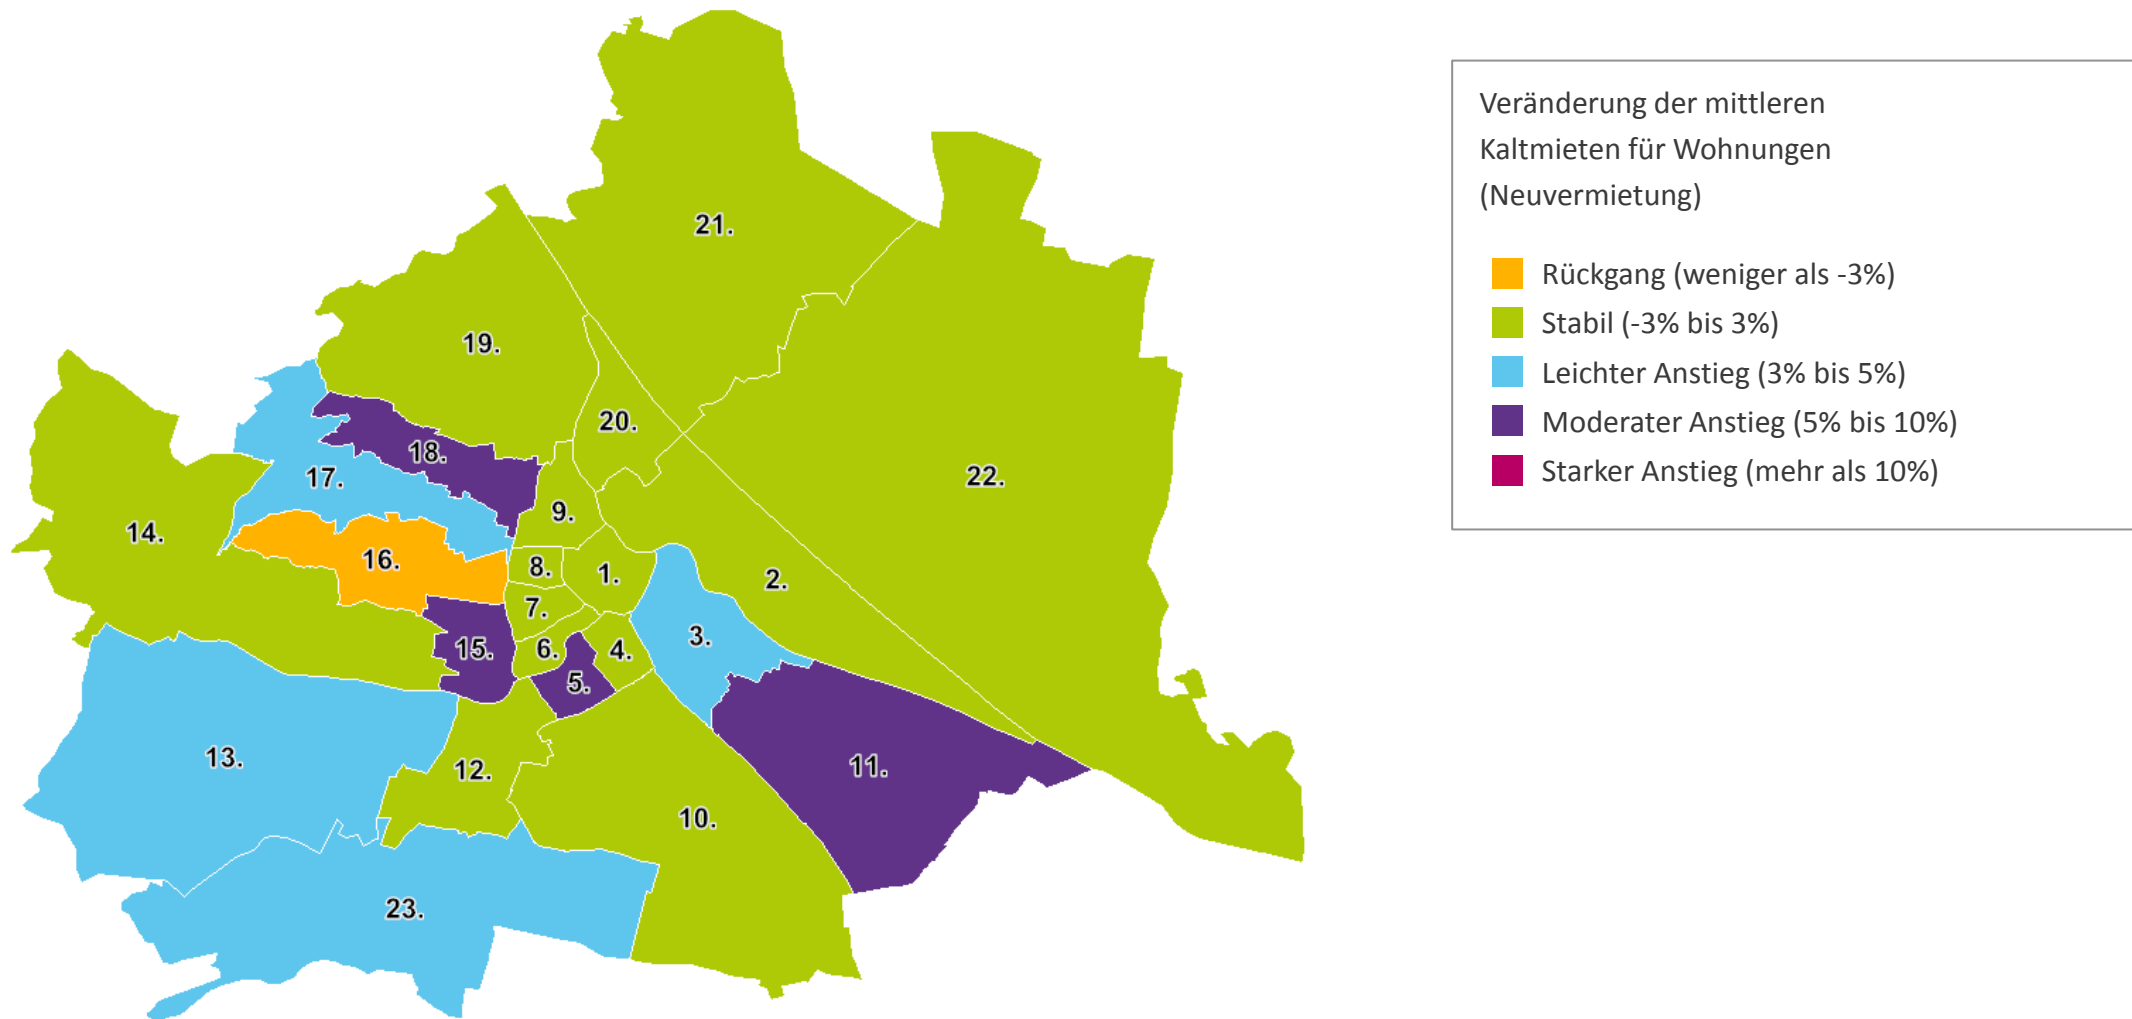 Veränderung der mittleren
Kaltmieten für Wohnungen
(Neuvermietung)
Rückgang (weniger als -3%)
Stabil (-3% bis 3%)
Leichter Anstieg (3% bis 5%)
Moderater Anstieg (5% bis 10%)
Starker Anstieg (mehr als 10%)
21.
19.
20.
18.
22.
17.
9.
14.
16.
8.
1.
2.
7.
3.
15.
6.
4.
5.
13.
12.
11.
10.
23.